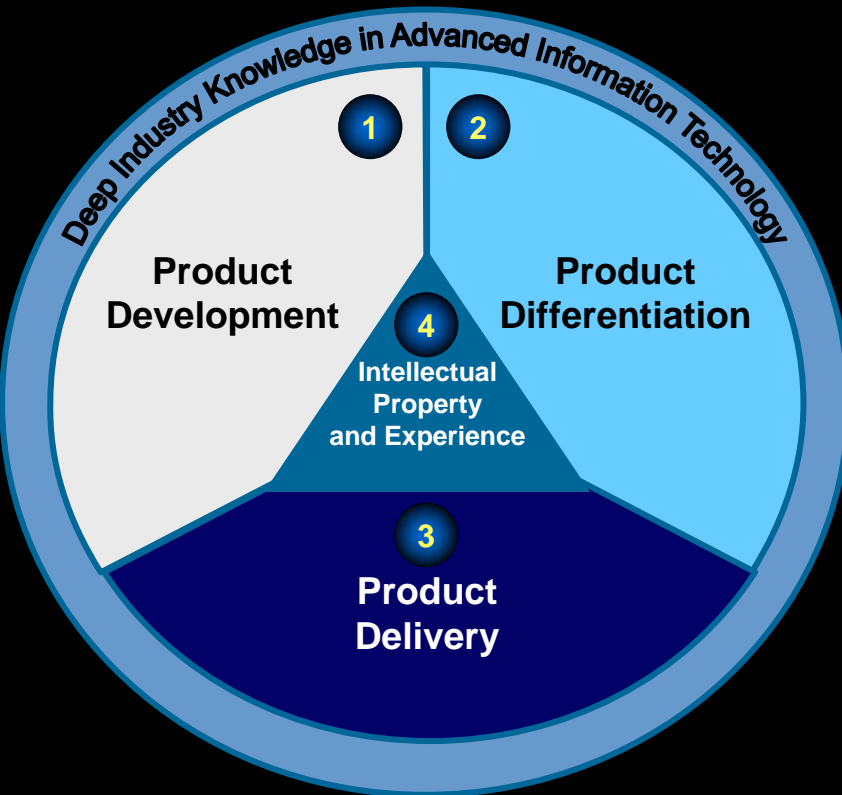 Deep Industry Knowledge in Advanced Information Technology
1
Product
Development
2
Product
Differentiation
4
Intellectual
Property
and Experience
3
Product
Delivery